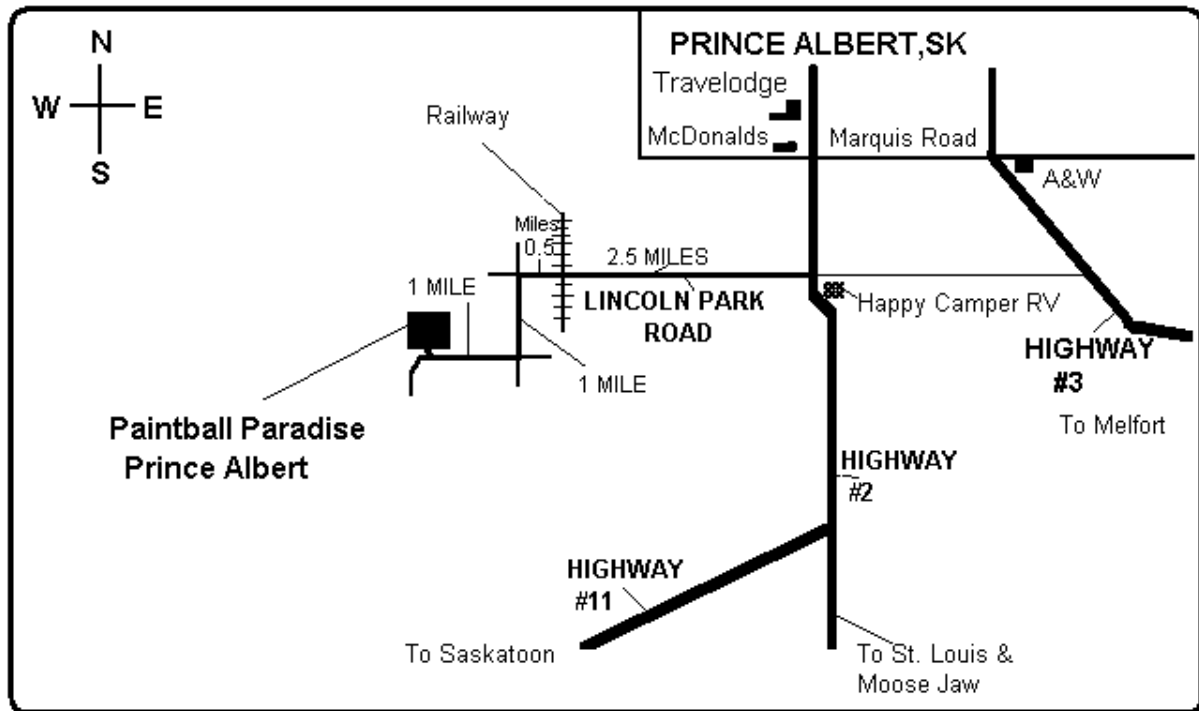 N
W E
S
PRINCE ALBERT,SK
Travelodge
McDonalds
Marquis Road
A&W
Railway
Miles
0.5
2.5 MILES
LINCOLN PARK
ROAD
Happy Camper RV
1 MILE
1 MILE
HIGHWAY
#3
To Melfort
Paintball Paradise
Prince Albert
HIGHWAY
#2
HIGHWAY
#11
To Saskatoon
To St. Louis &
Moose Jaw